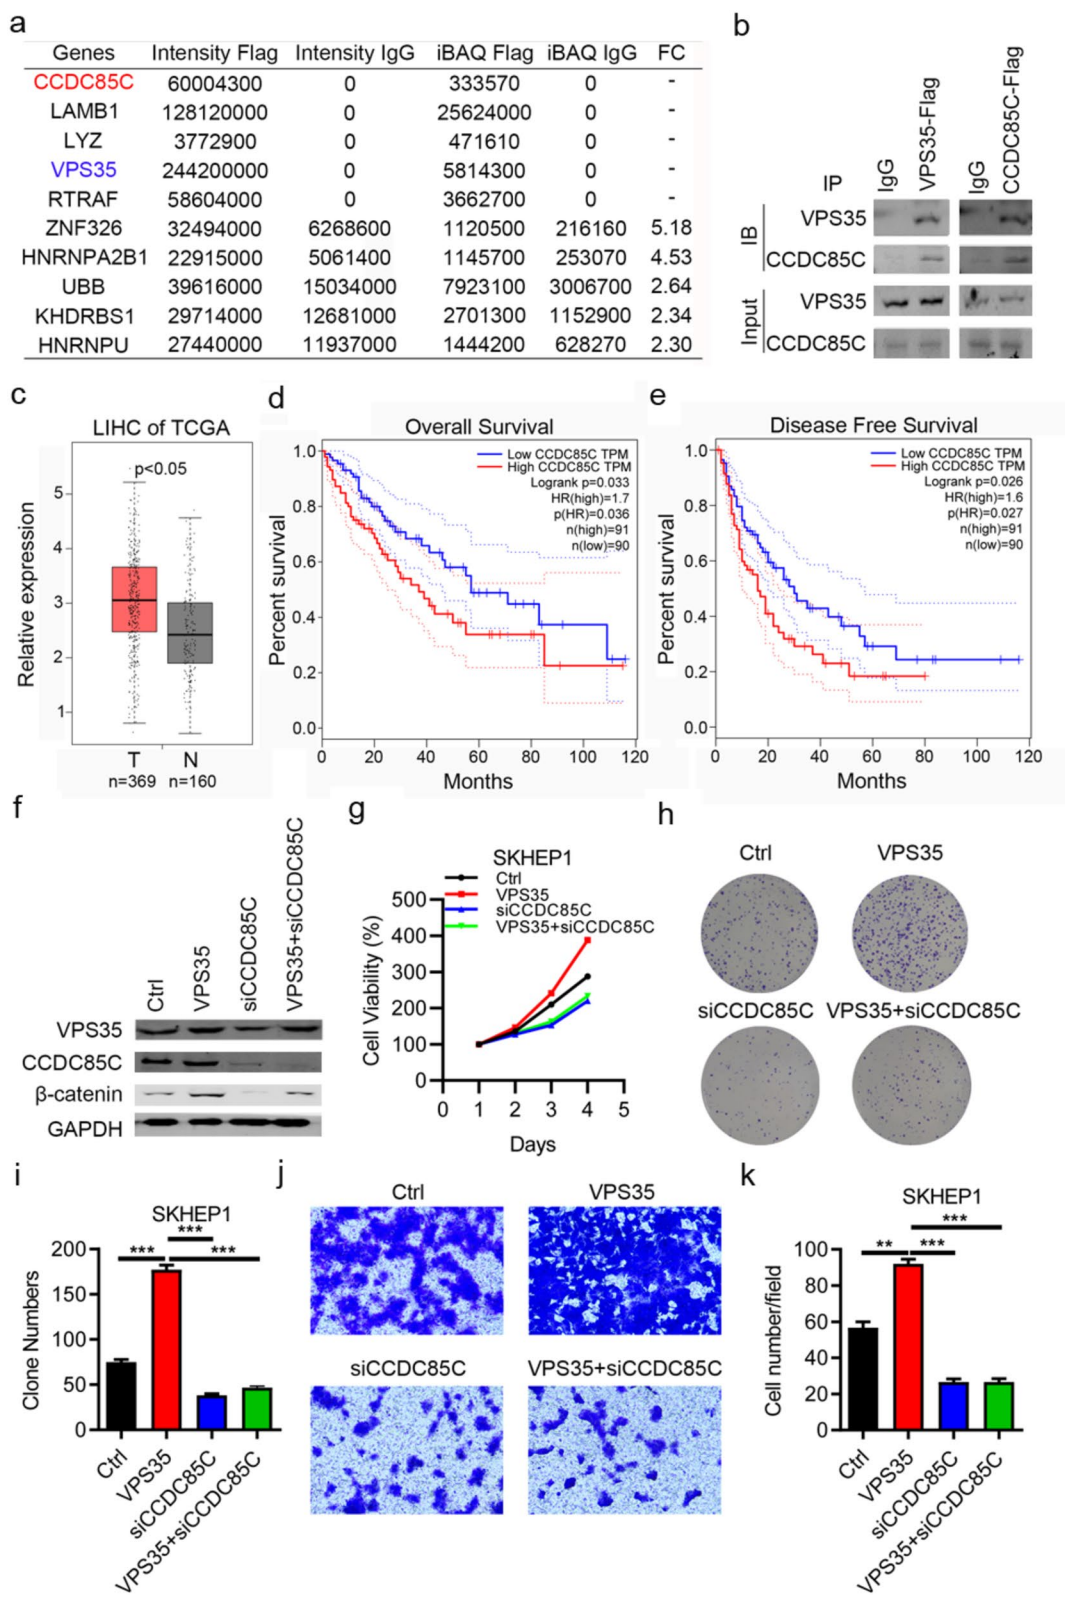 a
Genes Intensity Flag Intensity IgG iBAQ Flag iBAQ IgG FC
CCDC85C 60004300 0 333570 0 -
LAMB1 128120000 0 25624000 0 -
LYZ 3772900 0 471610 0 -
VPS35 244200000 0 5814300 0 -
RTRAF 58604000 0 3662700 0 -
ZNF326 32494000 6268600 1120500 216160 5.18
HNRNPA2B1 22915000 5061400 1145700 253070 4.53
UBB 39616000 15034000 7923100 3006700 2.64
KHDRBS1 29714000 12681000 2701300 1152900 2.34
HNRNPU 27440000 11937000 1444200 628270 2.30
b
IP IgG VPS35-Flag IgG CCDC85C-Flag
IB
VPS35
CCDC85C
Input
VPS35
CCDC85C
c
LIHC of TCGA
p<0.05
Relative expression
5
4
3
2
1
T N
n=369 n=160
d
Overall Survival
Low CCDC85C TPM
High CCDC85C TPM
Logrank p=0.033
HR(high)=1.7
p(HR)=0.036
n(high)=91
n(low)=90
Percent survival
1.0
0.8
0.6
0.4
0.2
0.0
0 20 40 60 80 100 120
Months
e
Disease Free Survival
Low CCDC85C TPM
High CCDC85C TPM
Logrank p=0.026
HR(high)=1.6
p(HR)=0.027
n(high)=91
n(low)=90
Percent survival
1.0
0.8
0.6
0.4
0.2
0.0
0 20 40 60 80 100 120
Months
f
Ctrl VPS35 siCCDC85C VPS35+siCCDC85C
VPS35
CCDC85C
β-catenin
GAPDH
g
SKHEP1
Ctrl
VPS35
siCCDC85C
VPS35+siCCDC85C
Cell Viability (%)
500
400
300
200
100
0
0 1 2 3 4 5
Days
h
Ctrl VPS35
siCCDC85C VPS35+siCCDC85C
i
SKHEP1
***
*** ***
Clone Numbers
200
150
100
50
0
Ctrl VPS35 siCCDC85C VPS35+siCCDC85C
j
Ctrl VPS35
siCCDC85C VPS35+siCCDC85C
k
SKHEP1
***
** ***
Cell number/field
100
80
60
40
20
0
Ctrl VPS35 siCCDC85C VPS35+siCCDC85C